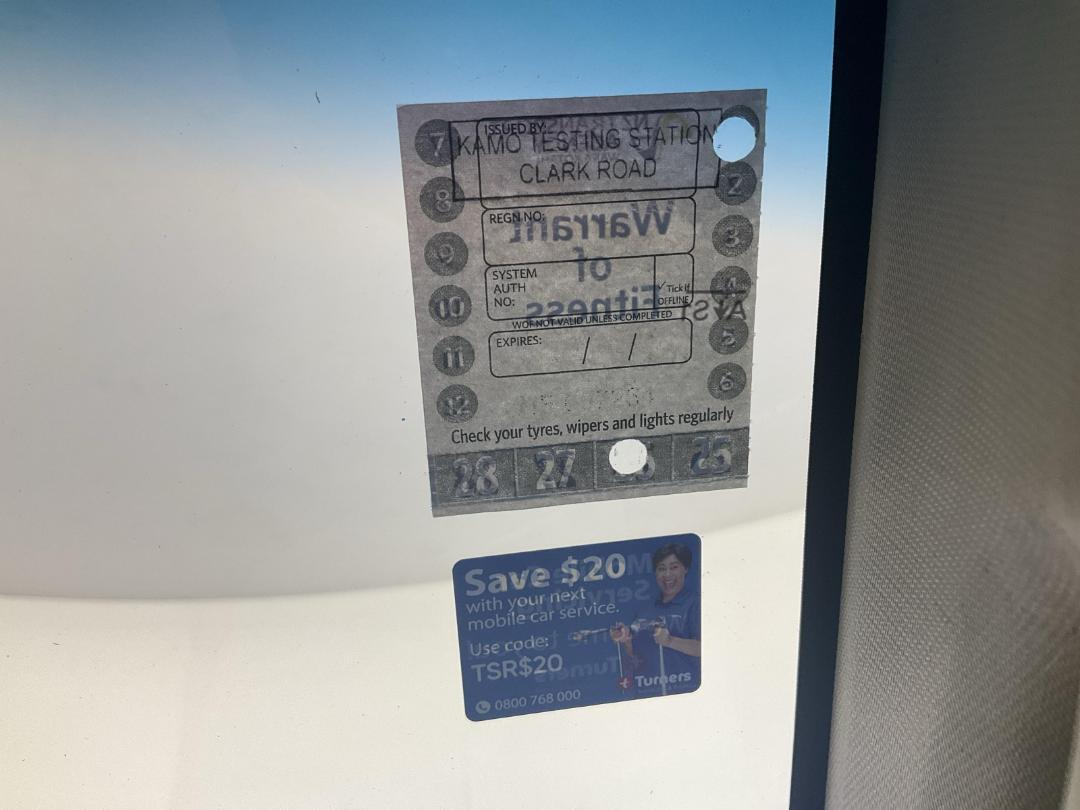 ISSUED BY:
KAMO TESTING STATION
CLARK ROAD
REGN NO:
Warrant
of
Fitness
SYSTEM
AUTH
NO:
✓ Tick if
OFFLINE
WOF NOT VALID UNLESS COMPLETED
EXPIRES: / /
7
8
9
10
11
12
2
3
4
5
6
Check your tyres, wipers and lights regularly
28 27 25
Save $20
with your next
mobile car service.
Use code:
TSR$20
0800 768 000
Turners